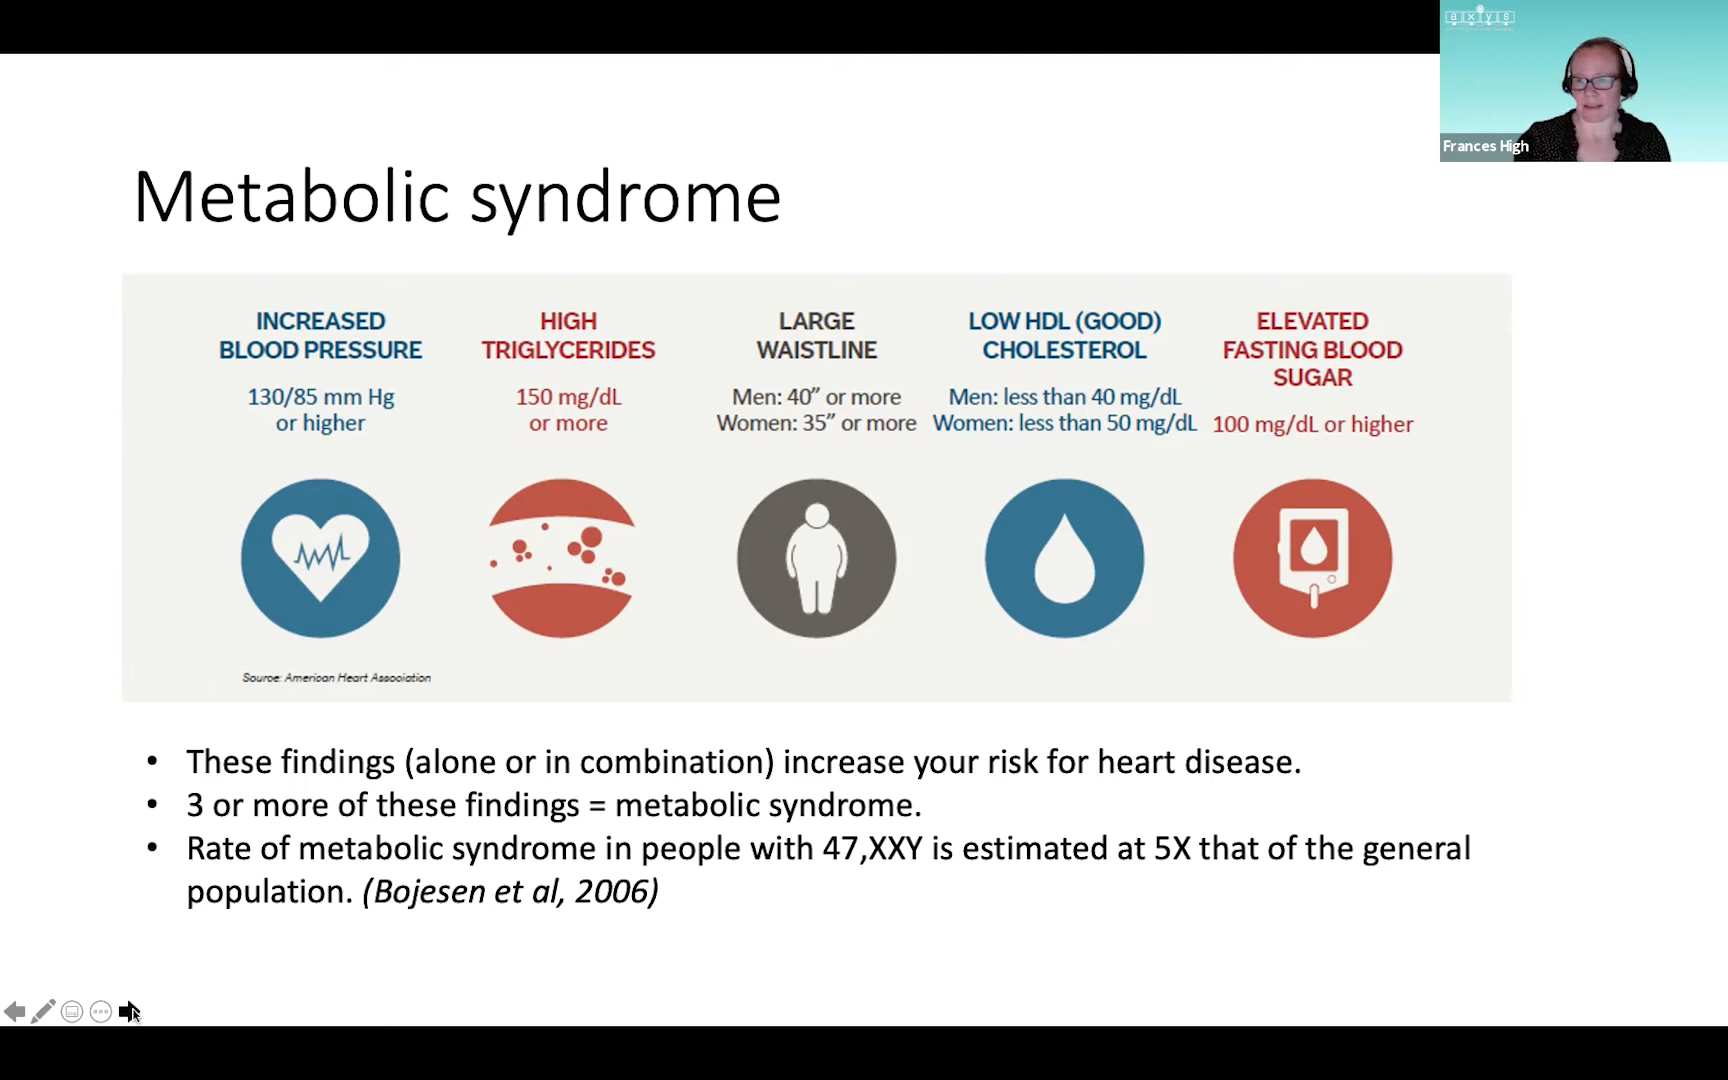 axys
Frances High
Metabolic syndrome
INCREASED
BLOOD PRESSURE
130/85 mm Hg
or higher
HIGH
TRIGLYCERIDES
150 mg/dL
or more
LARGE
WAISTLINE
Men: 40” or more
Women: 35” or more
LOW HDL (GOOD)
CHOLESTEROL
Men: less than 40 mg/dL
Women: less than 50 mg/dL
ELEVATED
FASTING BLOOD
SUGAR
100 mg/dL or higher
Source: American Heart Association
• These findings (alone or in combination) increase your risk for heart disease.
• 3 or more of these findings = metabolic syndrome.
• Rate of metabolic syndrome in people with 47,XXY is estimated at 5X that of the general
population. (Bojesen et al, 2006)